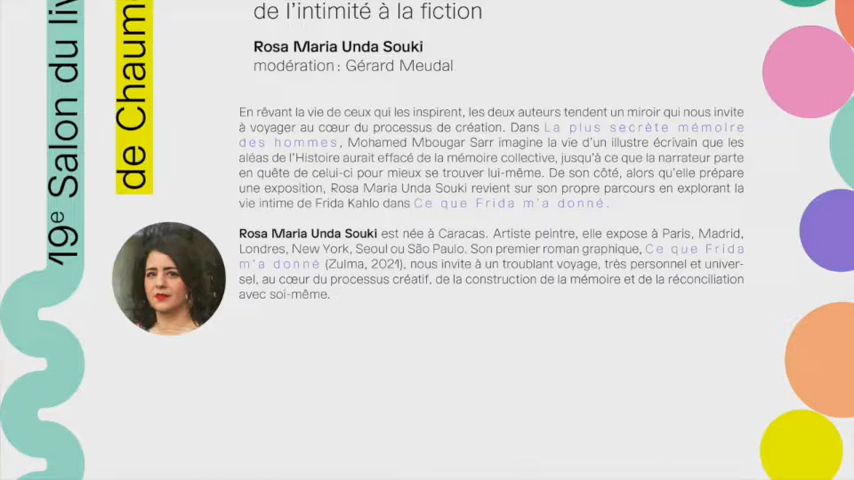 19e Salon du liv
de Chaum
de l'intimité à la fiction
Rosa Maria Unda Souki
modération : Gérard Meudal
En rêvant la vie de ceux qui les inspirent, les deux auteurs tendent un miroir qui nous invite
à voyager au cœur du processus de création. Dans La plus secrète mémoire
des hommes, Mohamed Mbougar Sarr imagine la vie d'un illustre écrivain que les
aléas de l'Histoire aurait effacé de la mémoire collective, jusqu'à ce que la narrateur parte
en quête de celui-ci pour mieux se trouver lui-même. De son côté, alors qu'elle prépare
une exposition, Rosa Maria Unda Souki revient sur son propre parcours en explorant la
vie intime de Frida Kahlo dans Ce que Frida m'a donné.
Rosa Maria Unda Souki est née à Caracas. Artiste peintre, elle expose à Paris, Madrid,
Londres, New York, Seoul ou São Paulo. Son premier roman graphique, Ce que Frida
m'a donné (Zulma, 2021), nous invite à un troublant voyage, très personnel et univer-
sel, au cœur du processus créatif, de la construction de la mémoire et de la réconciliation
avec soi-même.